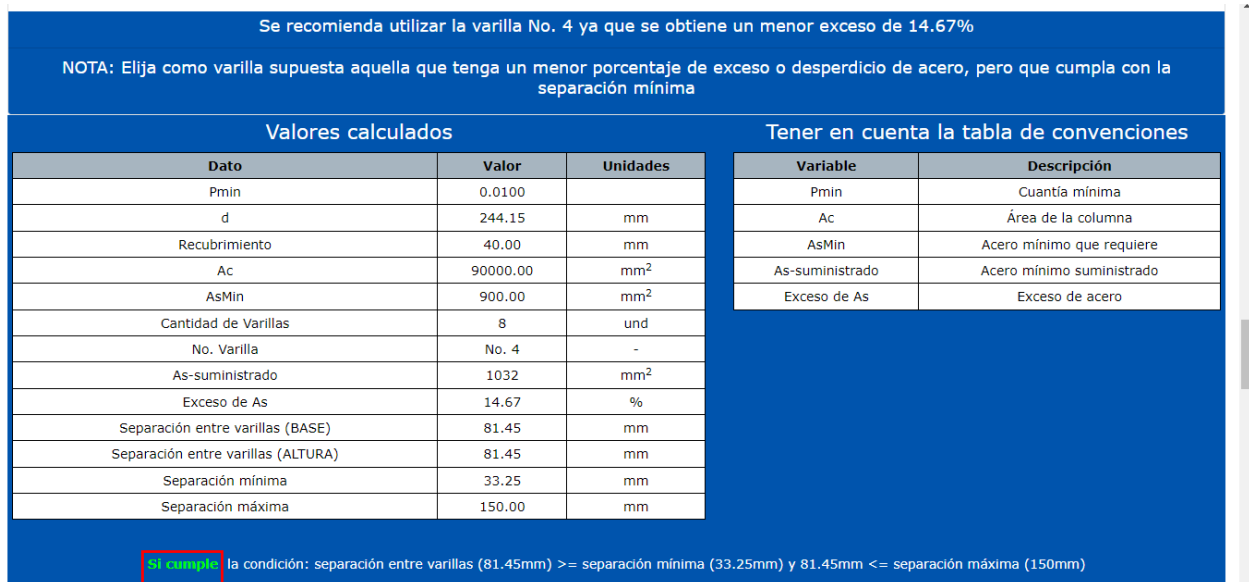 Se recomienda utilizar la varilla No. 4 ya que se obtiene un menor exceso de 14.67%
NOTA: Elija como varilla supuesta aquella que tenga un menor porcentaje de exceso o desperdicio de acero, pero que cumpla con la
separación mínima
Valores calculados
Dato Valor Unidades
Pmin 0.0100
d 244.15 mm
Recubrimiento 40.00 mm
Ac 90000.00 mm²
AsMin 900.00 mm²
Cantidad de Varillas 8 und
No. Varilla No. 4 -
As-suministrado 1032 mm²
Exceso de As 14.67 %
Separación entre varillas (BASE) 81.45 mm
Separación entre varillas (ALTURA) 81.45 mm
Separación mínima 33.25 mm
Separación máxima 150.00 mm
Tener en cuenta la tabla de convenciones
Variable Descripción
Pmin Cuantía mínima
Ac Área de la columna
AsMin Acero mínimo que requiere
As-suministrado Acero mínimo suministrado
Exceso de As Exceso de acero
Si cumple la condición: separación entre varillas (81.45mm) >= separación mínima (33.25mm) y 81.45mm <= separación máxima (150mm)